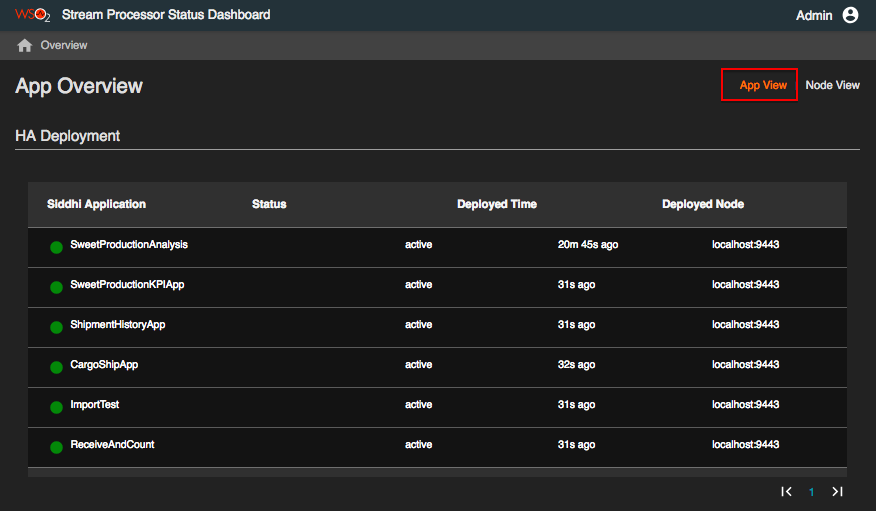 WSO2 Stream Processor Status Dashboard Admin
Overview
App Overview App View Node View
HA Deployment
Siddhi Application Status Deployed Time Deployed Node
SweetProductionAnalysis active 20m 45s ago localhost:9443
SweetProductionKPIApp active 31s ago localhost:9443
ShipmentHistoryApp active 31s ago localhost:9443
CargoShipApp active 32s ago localhost:9443
ImportTest active 31s ago localhost:9443
ReceiveAndCount active 31s ago localhost:9443
1